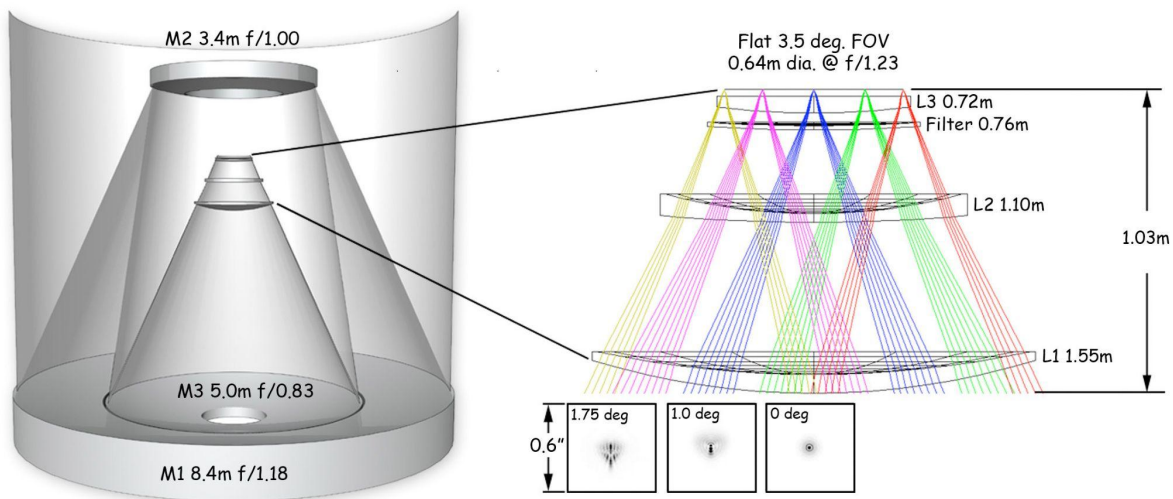 M2 3.4m f/1.00
M3 5.0m f/0.83
M1 8.4m f/1.18
Flat 3.5 deg. FOV
0.64m dia. @ f/1.23
L3 0.72m
Filter 0.76m
L2 1.10m
1.03m
L1 1.55m
0.6”
1.75 deg
1.0 deg
0 deg